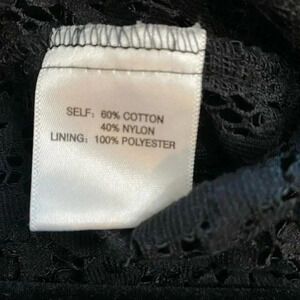 SELF: 60% COTTON
40% NYLON
LINING: 100% POLYESTER